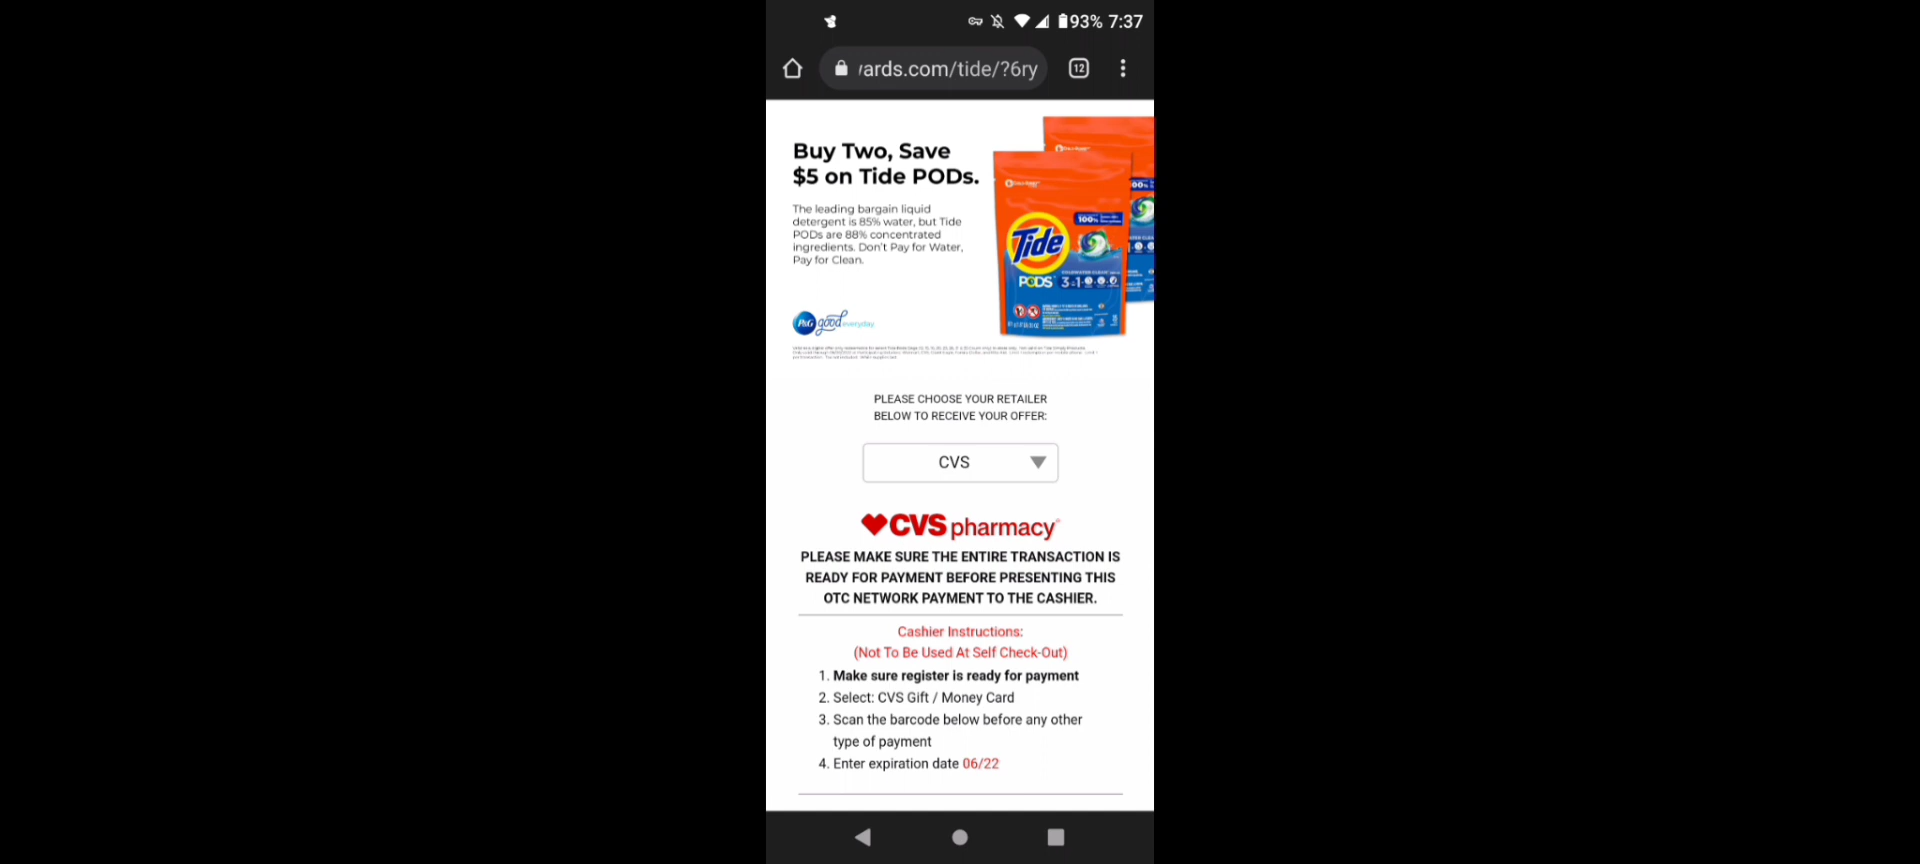 93% 7:37
ards.com/tide/?6ry
12
Buy Two, Save
$5 on Tide PODs.
The leading bargain liquid
detergent is 85% water, but Tide
PODs are 88% concentrated
ingredients. Don't Pay for Water,
Pay for Clean.
100%
Tide
PODS
3 1
P&G good everyday
PLEASE CHOOSE YOUR RETAILER
BELOW TO RECEIVE YOUR OFFER:
CVS
CVS pharmacy
PLEASE MAKE SURE THE ENTIRE TRANSACTION IS
READY FOR PAYMENT BEFORE PRESENTING THIS
OTC NETWORK PAYMENT TO THE CASHIER.
Cashier Instructions:
(Not To Be Used At Self Check-Out)
1. Make sure register is ready for payment
2. Select: CVS Gift / Money Card
3. Scan the barcode below before any other
type of payment
4. Enter expiration date 06/22